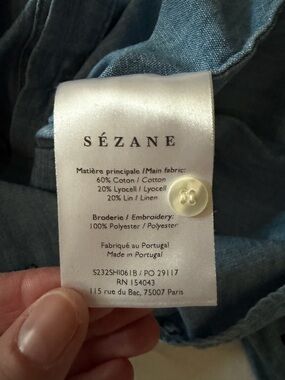 SÉZANE
Matière principale / Main fabric:
60% Coton / Cotton
20% Lyocell / Lyocell
20% Lin / Linen
Broderie / Embroidery:
100% Polyester / Polyester
Fabriqué au Portugal
Made in Portugal
S232SHI061B / PO 29117
RN 154043
115 rue du Bac, 75007 Paris